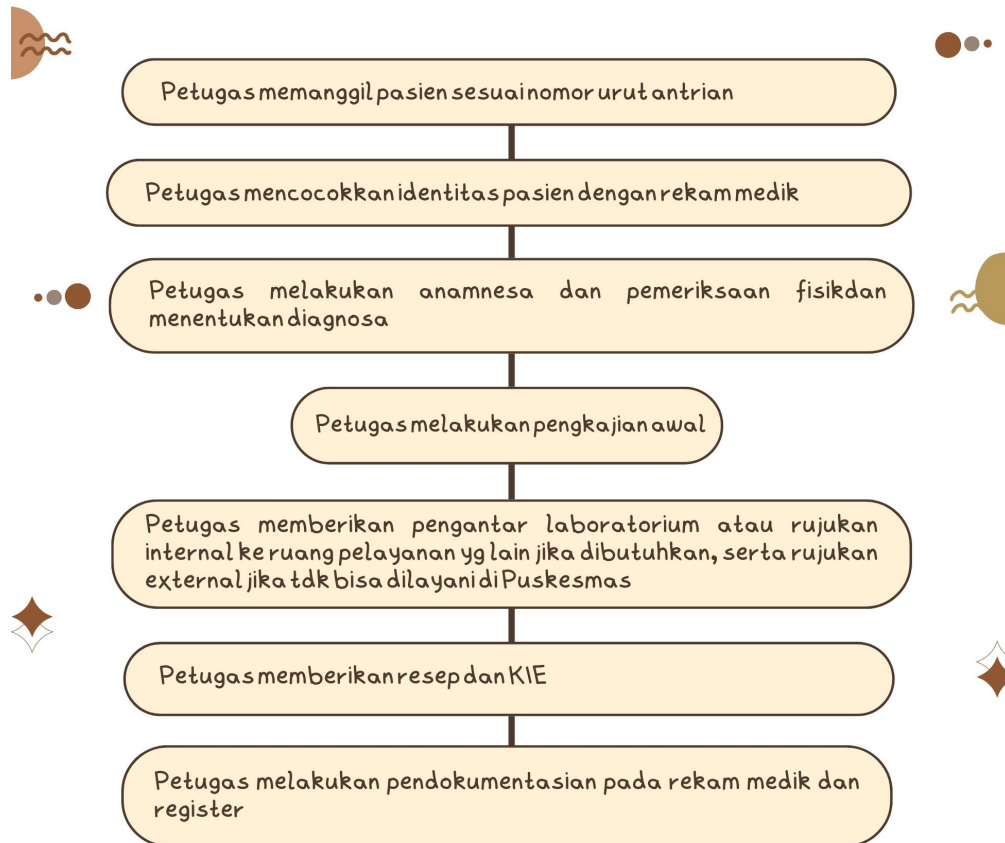 Petugas memanggil pasien sesuai nomor urut antrian
Petugas mencocokkan identitas pasien dengan rekam medik
Petugas melakukan anamnesa dan pemeriksaan fisikdan
menentukan diagnosa
Petugas melakukan pengkajian awal
Petugas memberikan pengantar laboratorium atau rujukan
internal ke ruang pelayanan yg lain jika dibutuhkan, serta rujukan
external jika tdk bisa dilayani di Puskesmas
Petugas memberikan resep dan KIE
Petugas melakukan pendokumentasian pada rekam medik dan
register